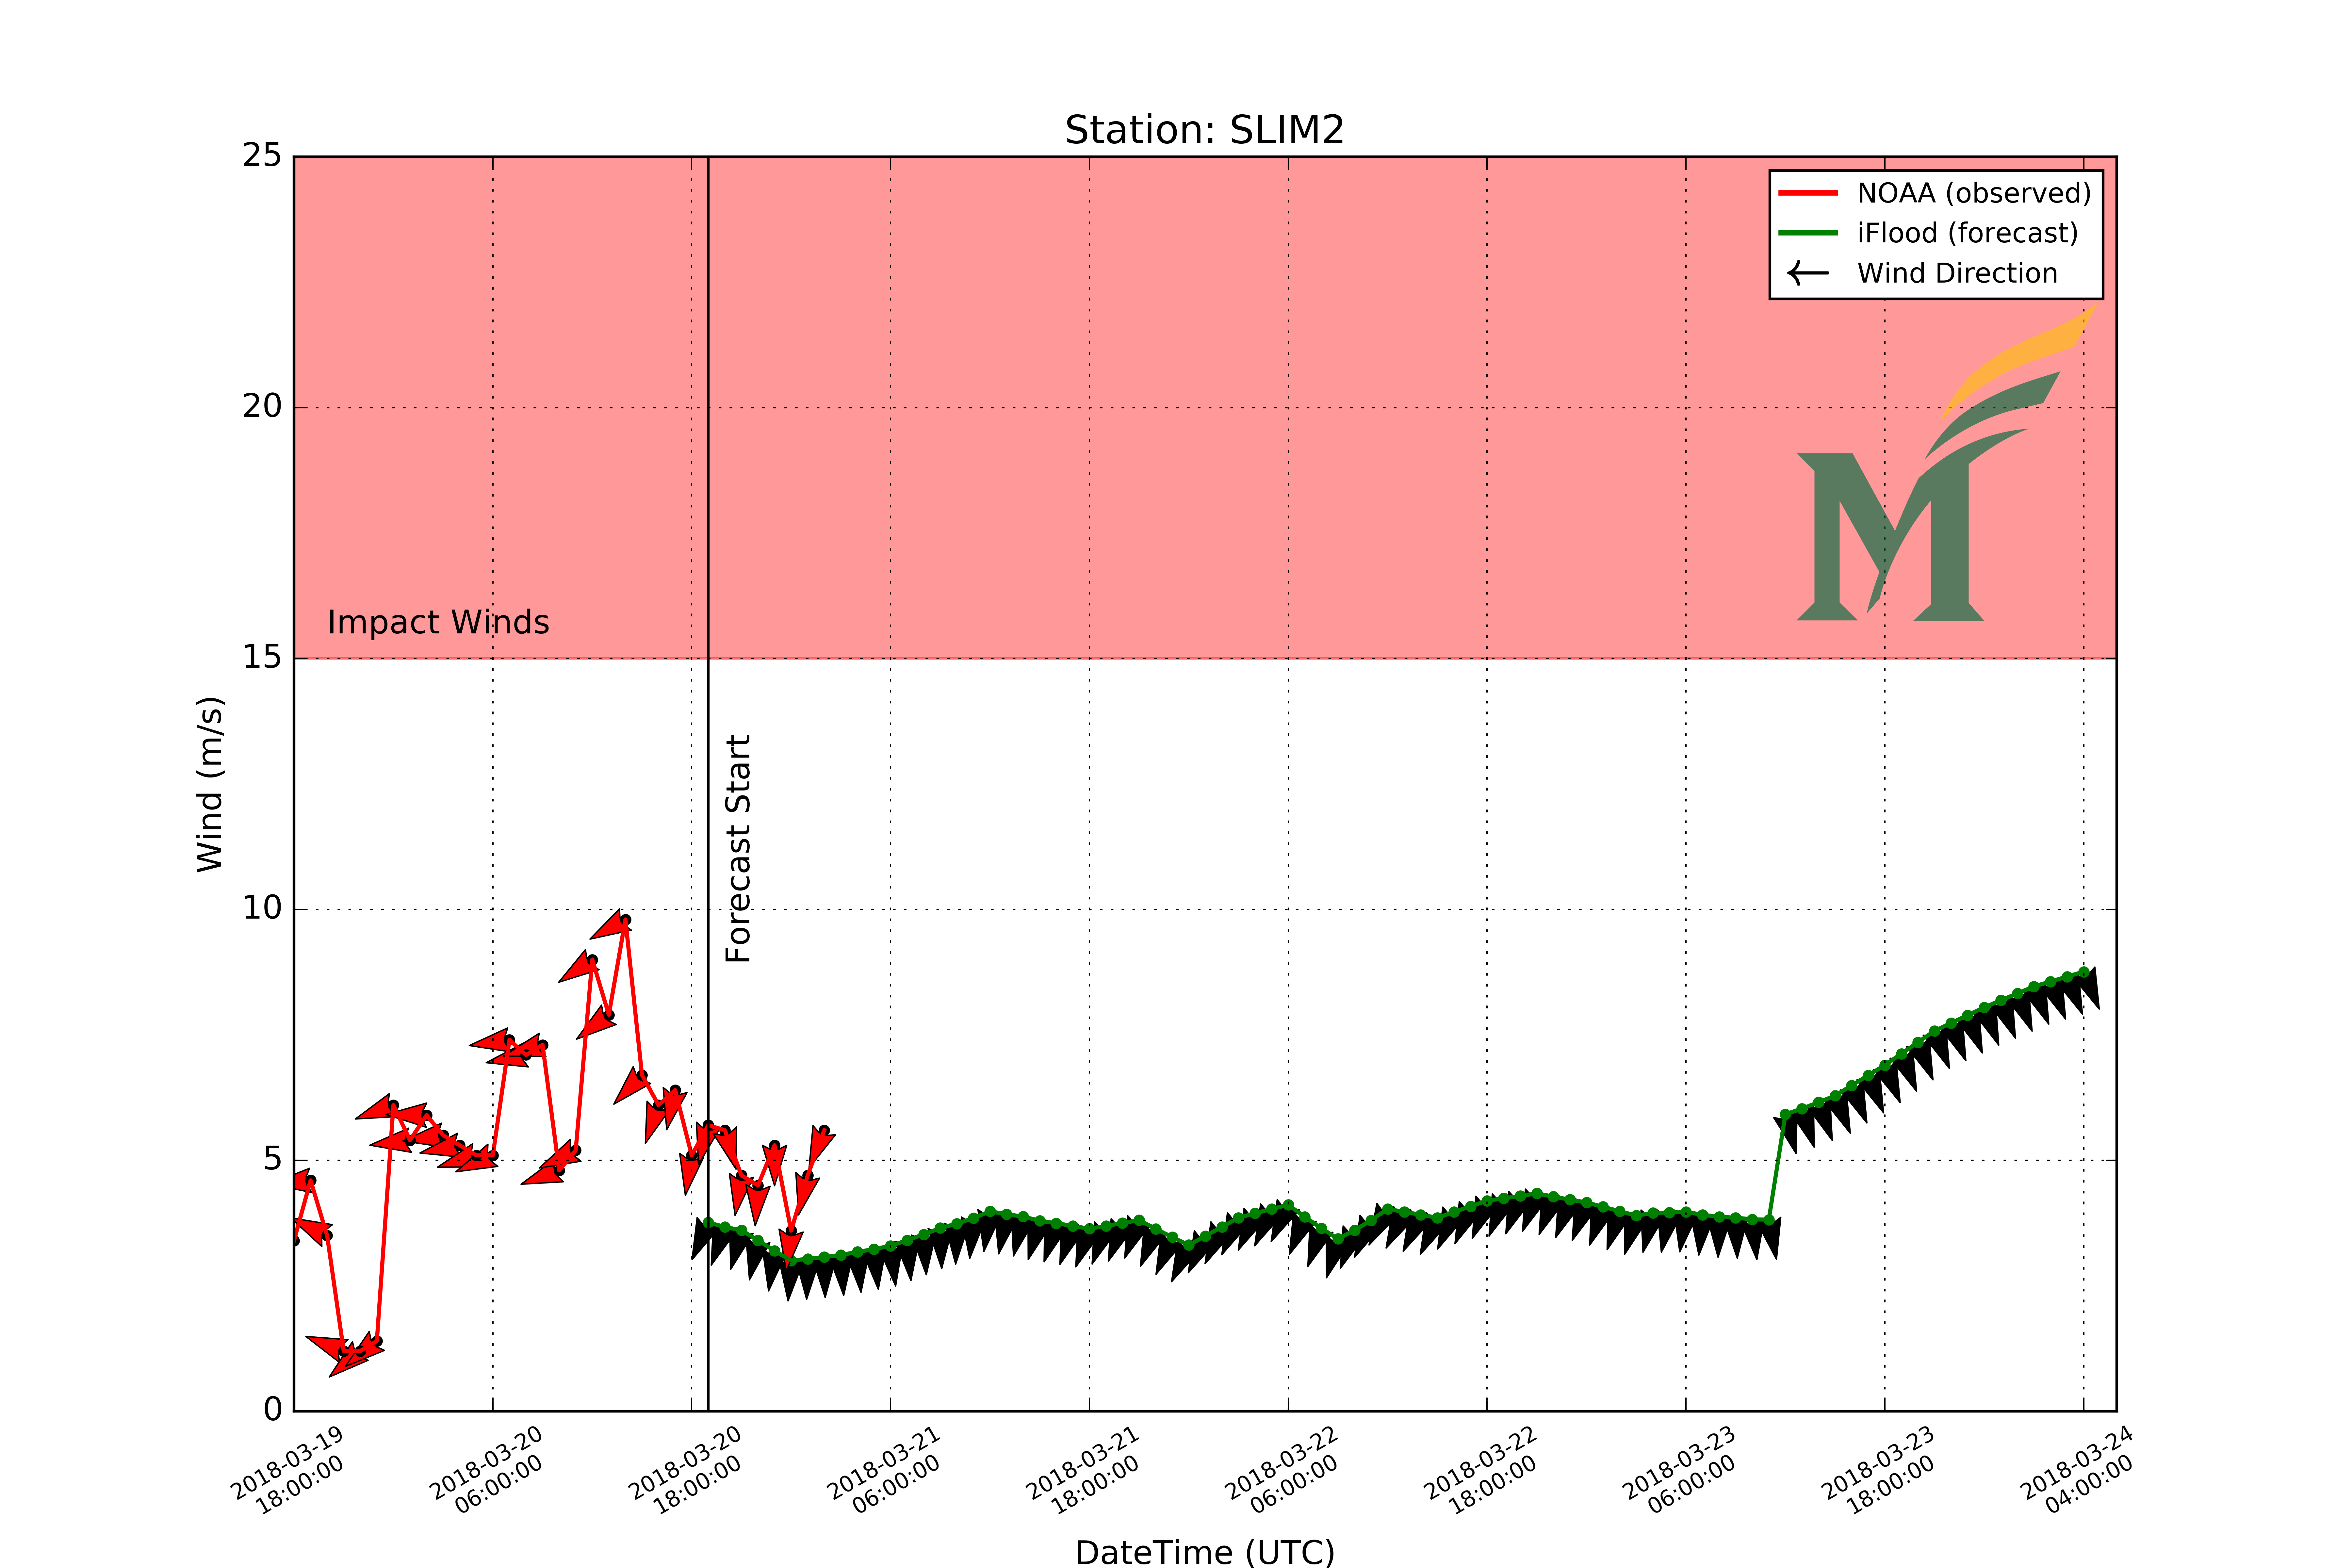 Station: SLIM2
25
20
15
10
5
0
Wind (m/s)
NOAA (observed)
iFlood (forecast)
Wind Direction
Impact Winds
Forecast Start
M
2018-03-19
18:00:00
2018-03-20
06:00:00
2018-03-20
18:00:00
2018-03-21
06:00:00
2018-03-21
18:00:00
2018-03-22
06:00:00
2018-03-22
18:00:00
2018-03-23
06:00:00
2018-03-23
18:00:00
2018-03-24
04:00:00
DateTime (UTC)